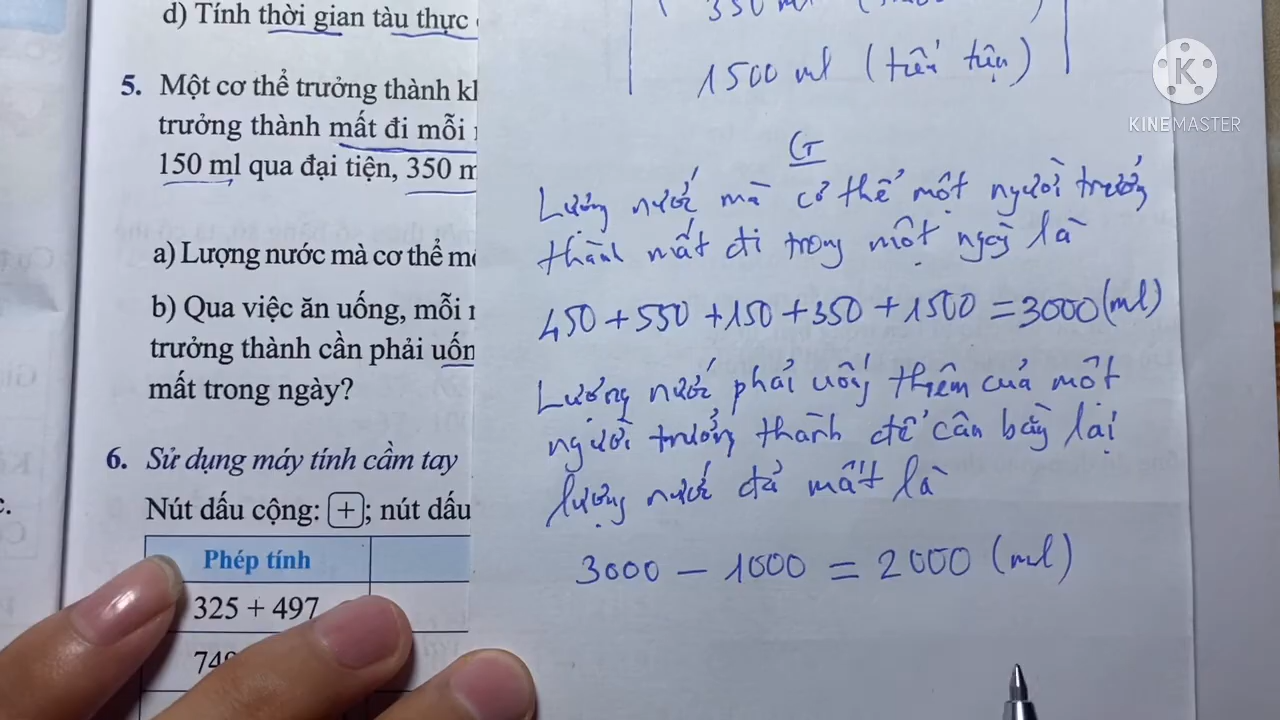 d) Tính thời gian tàu thực
5. Một cơ thể trưởng thành
trưởng thành mất đi mỗi
150 ml qua đại tiện, 350
a) Lượng nước mà cơ thể
b) Qua việc ăn uống, mỗi
trưởng thành cần phải
mất trong ngày?
6. Sử dụng máy tính cầm tay
Nút dấu cộng: +; nút dấu
Phép tính
325 + 497
350 ml
1500 ml (tiểu tiện)
G
Lượng nước mà cơ thể một người trưởng
thành mất đi trong một ngày là
450 + 550 + 150 + 350 + 1500 = 3000 (ml)
Lượng nước phải uống thêm của một
người trưởng thành để cân bằng lại
lượng nước đã mất là
3000 - 1000 = 2000 (ml)
KINEMASTER